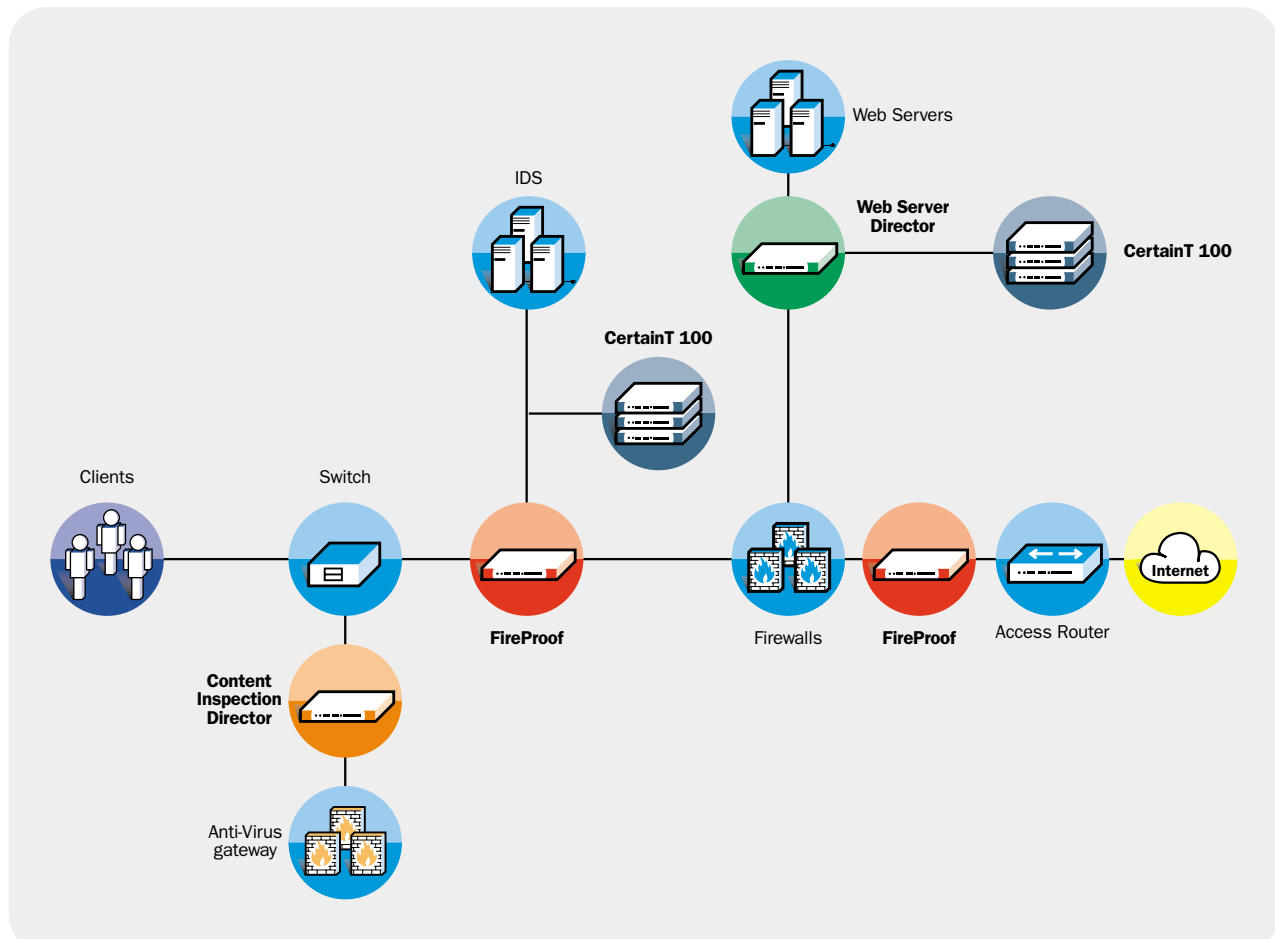 Web Servers
IDS
Web Server
Director
CertainT 100
CertainT 100
Clients
Switch
Internet
FireProof
Firewalls
FireProof
Access Router
Content
Inspection
Director
Anti-Virus
gateway